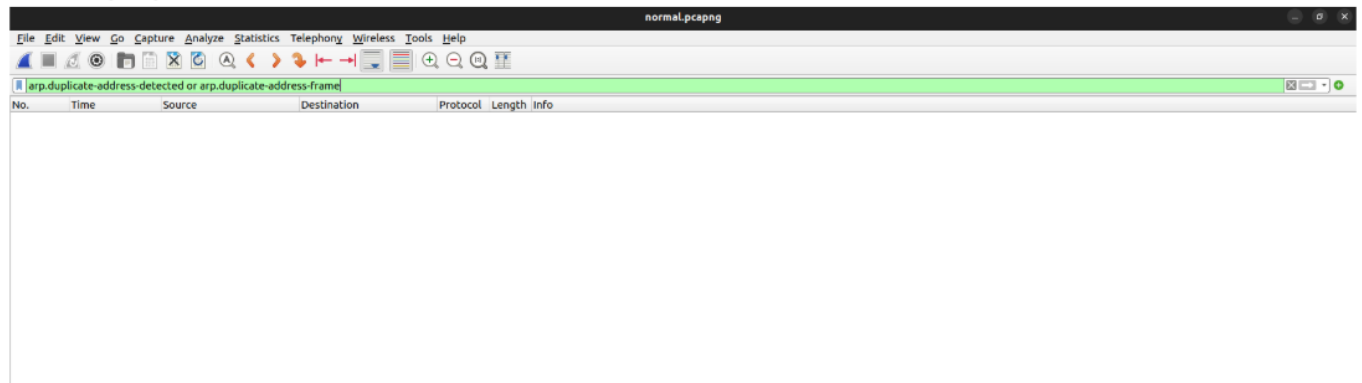 normal.pcapng
File Edit View Go Capture Analyze Statistics Telephony Wireless Tools Help
arp.duplicate-address-detected or arp.duplicate-address-frame
No. Time Source Destination Protocol Length Info